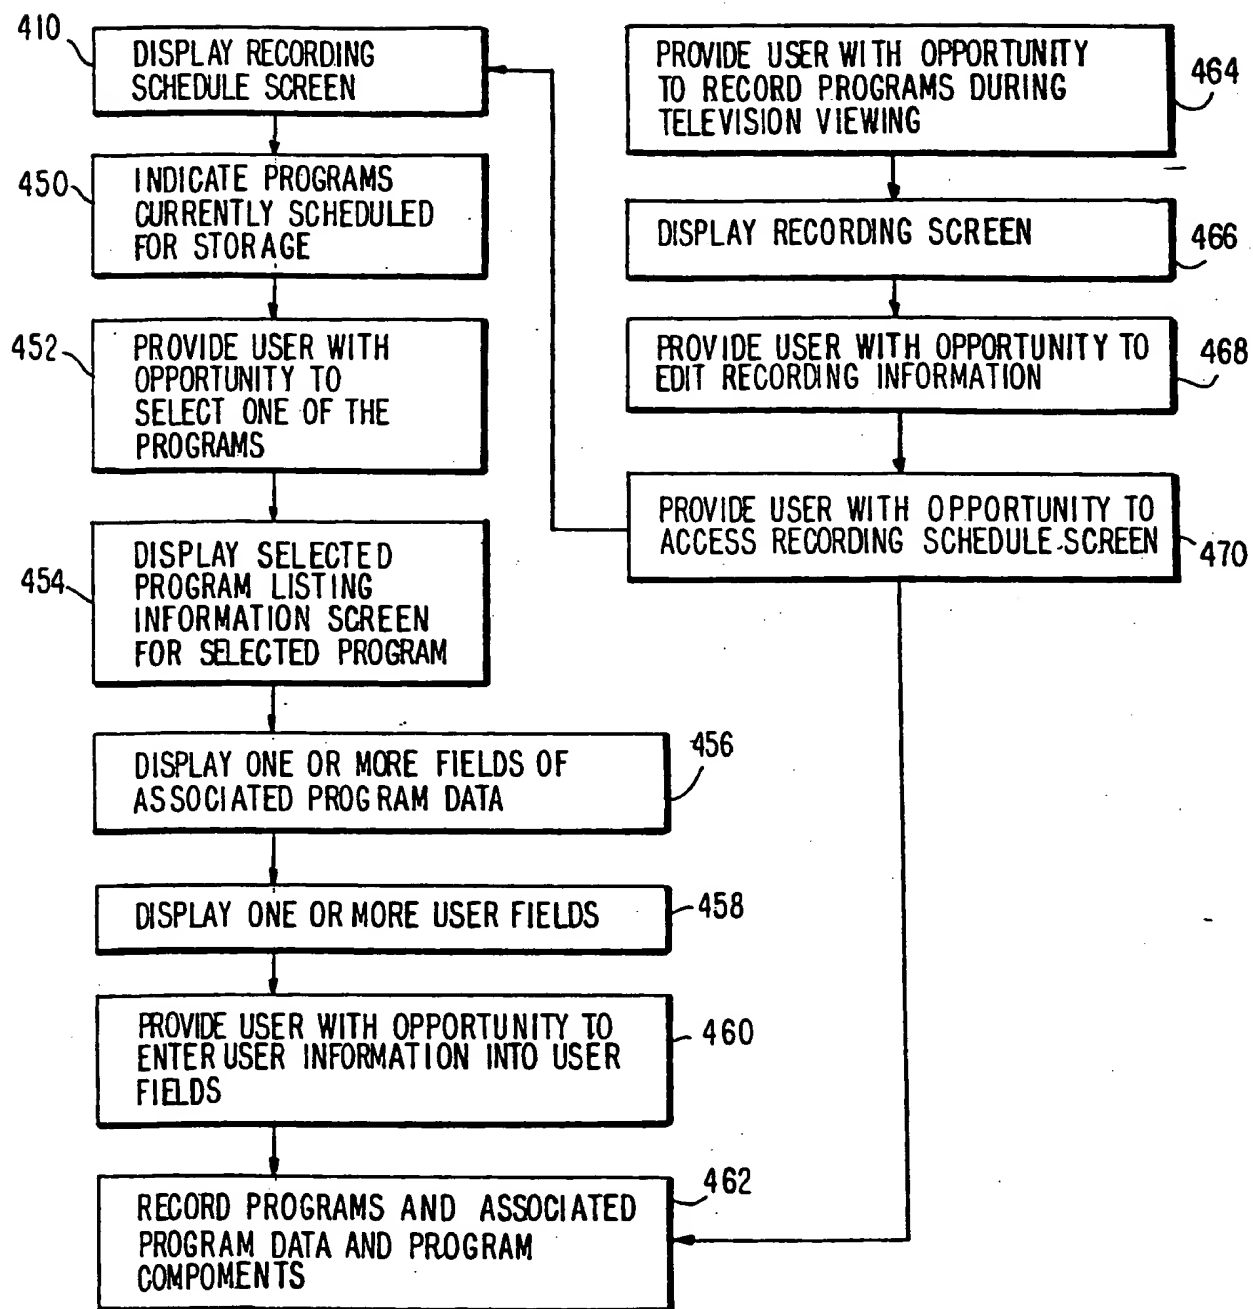 410
DISPLAY RECORDING
SCHEDULE SCREEN
450
INDICATE PROGRAMS
CURRENTLY SCHEDULED
FOR STORAGE
452
PROVIDE USER WITH
OPPORTUNITY TO
SELECT ONE OF THE
PROGRAMS
454
DISPLAY SELECTED
PROGRAM LISTING
INFORMATION SCREEN
FOR SELECTED PROGRAM
DISPLAY ONE OR MORE FIELDS OF
ASSOCIATED PROGRAM DATA
456
DISPLAY ONE OR MORE USER FIELDS
458
PROVIDE USER WITH OPPORTUNITY TO
ENTER USER INFORMATION INTO USER
FIELDS
460
RECORD PROGRAMS AND ASSOCIATED
PROGRAM DATA AND PROGRAM
COMPOMENTS
462
PROVIDE USER WITH OPPORTUNITY
TO RECORD PROGRAMS DURING
TELEVISION VIEWING
464
DISPLAY RECORDING SCREEN
466
PROVIDE USER WITH OPPORTUNITY TO
EDIT RECORDING INFORMATION
468
PROVIDE USER WITH OPPORTUNITY TO
ACCESS RECORDING SCHEDULE SCREEN
470